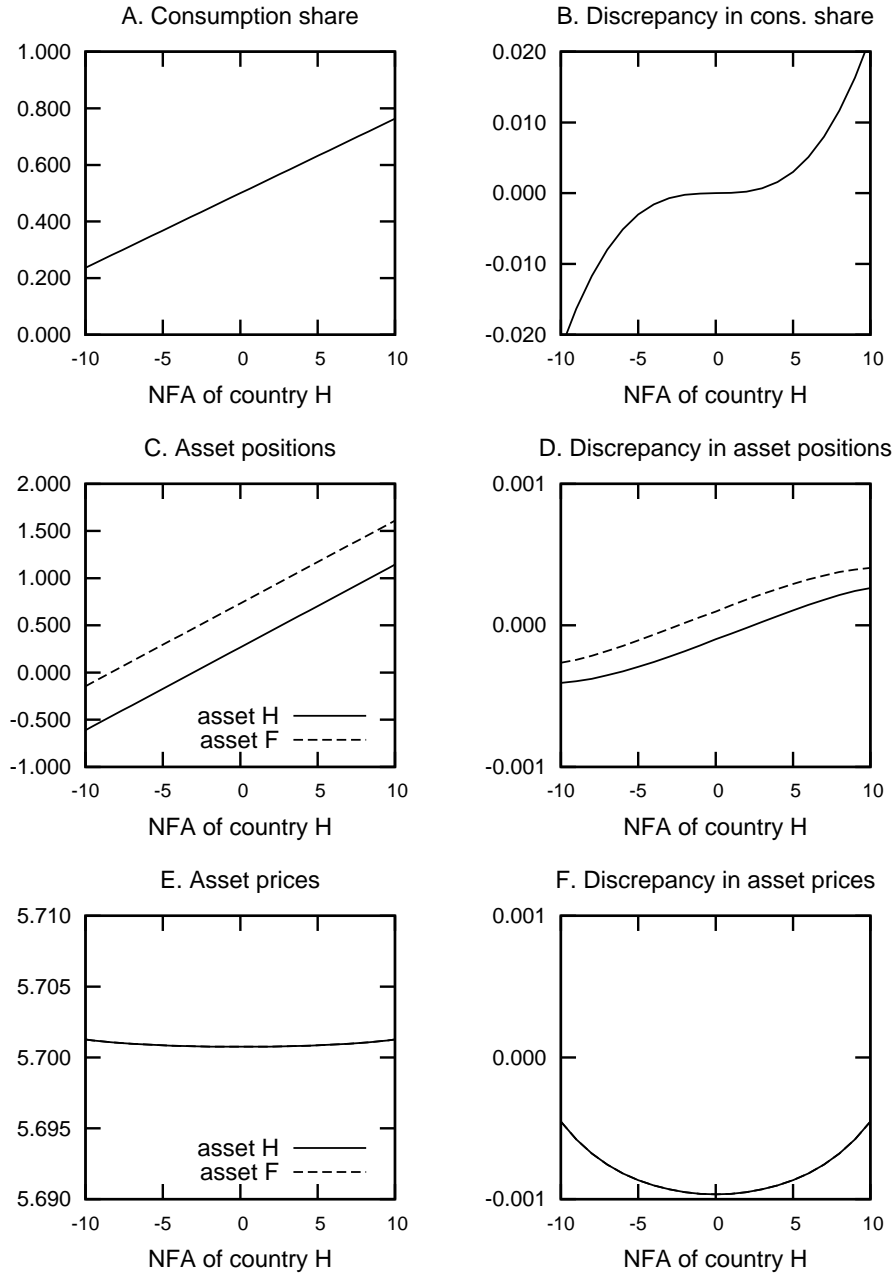 A. Consumption share
1.000
0.800
0.600
0.400
0.200
0.000
-10 -5 0 5 10
NFA of country H
B. Discrepancy in cons. share
0.020
0.010
0.000
-0.010
-0.020
-10 -5 0 5 10
NFA of country H
C. Asset positions
2.000
1.500
1.000
0.500
0.000
-0.500
-1.000
asset H
asset F
-10 -5 0 5 10
NFA of country H
D. Discrepancy in asset positions
0.001
0.000
-0.001
-10 -5 0 5 10
NFA of country H
E. Asset prices
5.710
5.705
5.700
5.695
5.690
asset H
asset F
-10 -5 0 5 10
NFA of country H
F. Discrepancy in asset prices
0.001
0.000
-0.001
-10 -5 0 5 10
NFA of country H